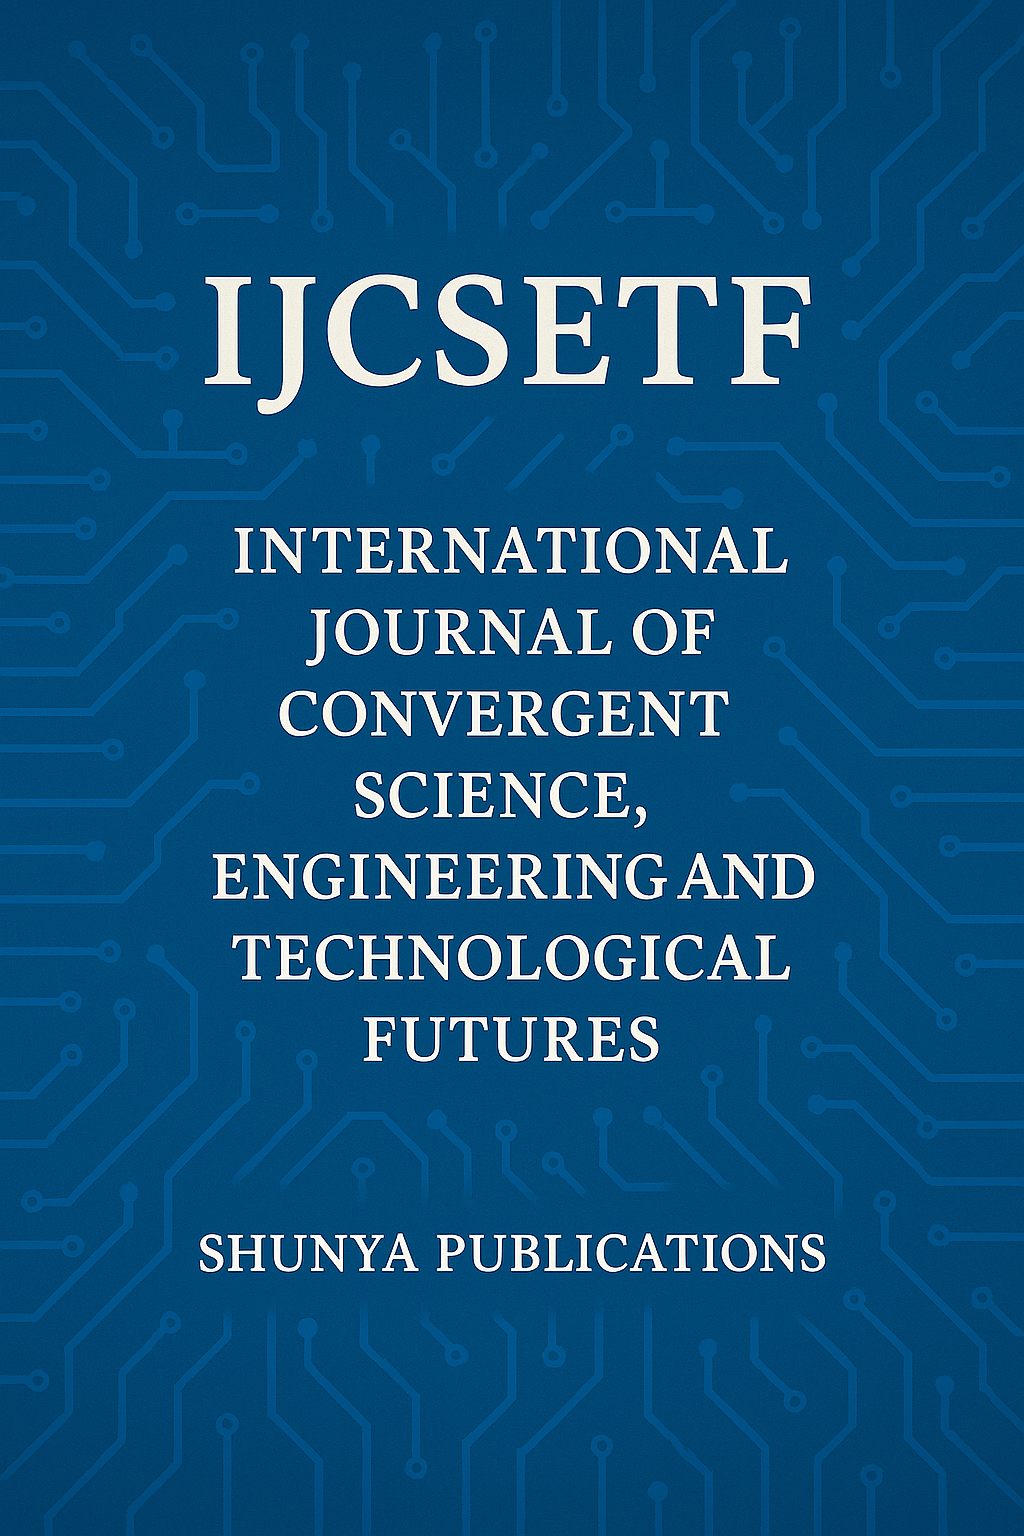 IJCSETF
INTERNATIONAL
JOURNAL OF
CONVERGENT
SCIENCE,
ENGINEERING AND
TECHNOLOGICAL
FUTURES
SHUNYA PUBLICATIONS